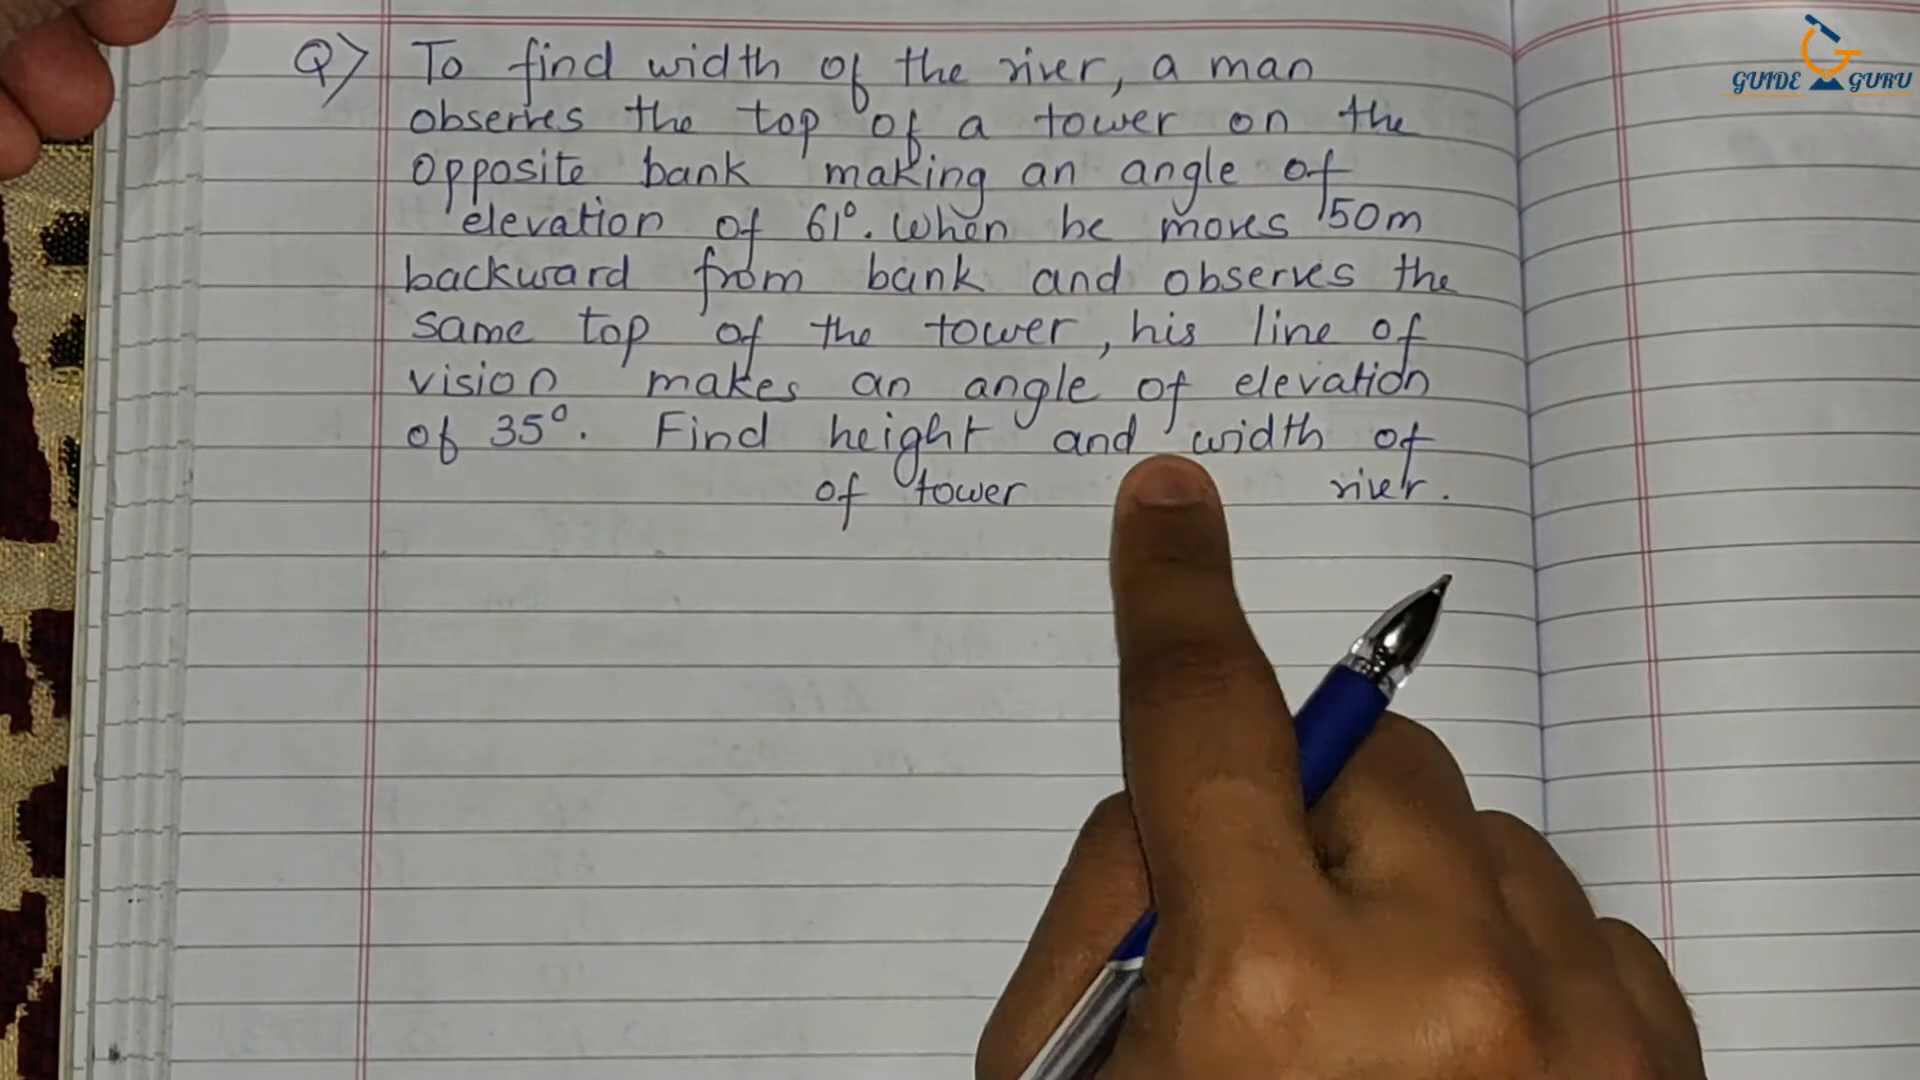 Q) To find width of the river, a man
observes the top of a tower on the
opposite bank making an angle of
elevation of 61°. When he moves 50m
backward from bank and observes the
same top of the tower, his line of
vision makes an angle of elevation
of 35°. Find height and width of
of tower river.
GUIDE GURU